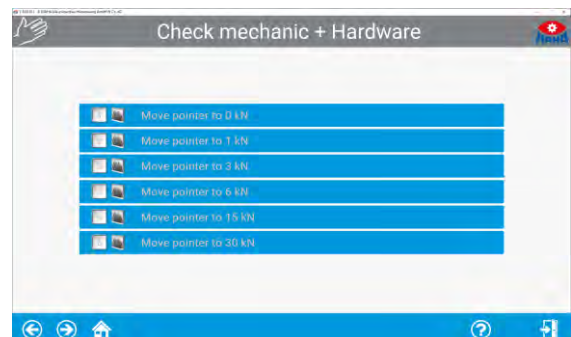 Check mechanic + Hardware
MAHA
Move pointer to 0 kN
Move pointer to 1 kN
Move pointer to 3 kN
Move pointer to 6 kN
Move pointer to 15 kN
Move pointer to 30 kN
?